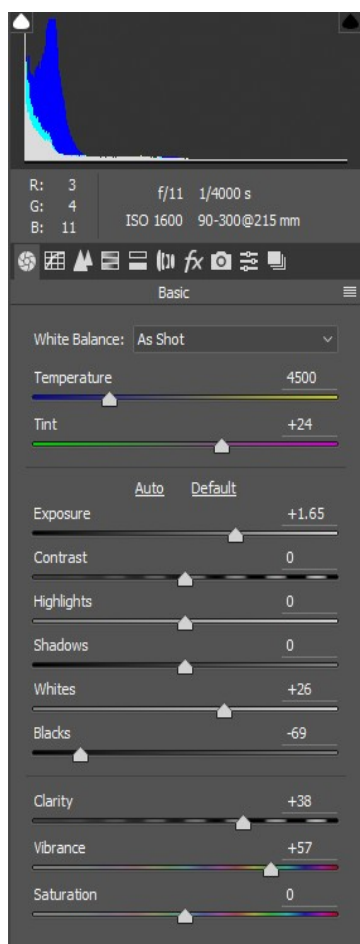 R: 3
G: 4
B: 11
f/11 1/4000 s
ISO 1600 90-300@215 mm
fx
Basic
White Balance: As Shot
Temperature 4500
Tint +24
Auto Default
Exposure +1.65
Contrast 0
Highlights 0
Shadows 0
Whites +26
Blacks -69
Clarity +38
Vibrance +57
Saturation 0